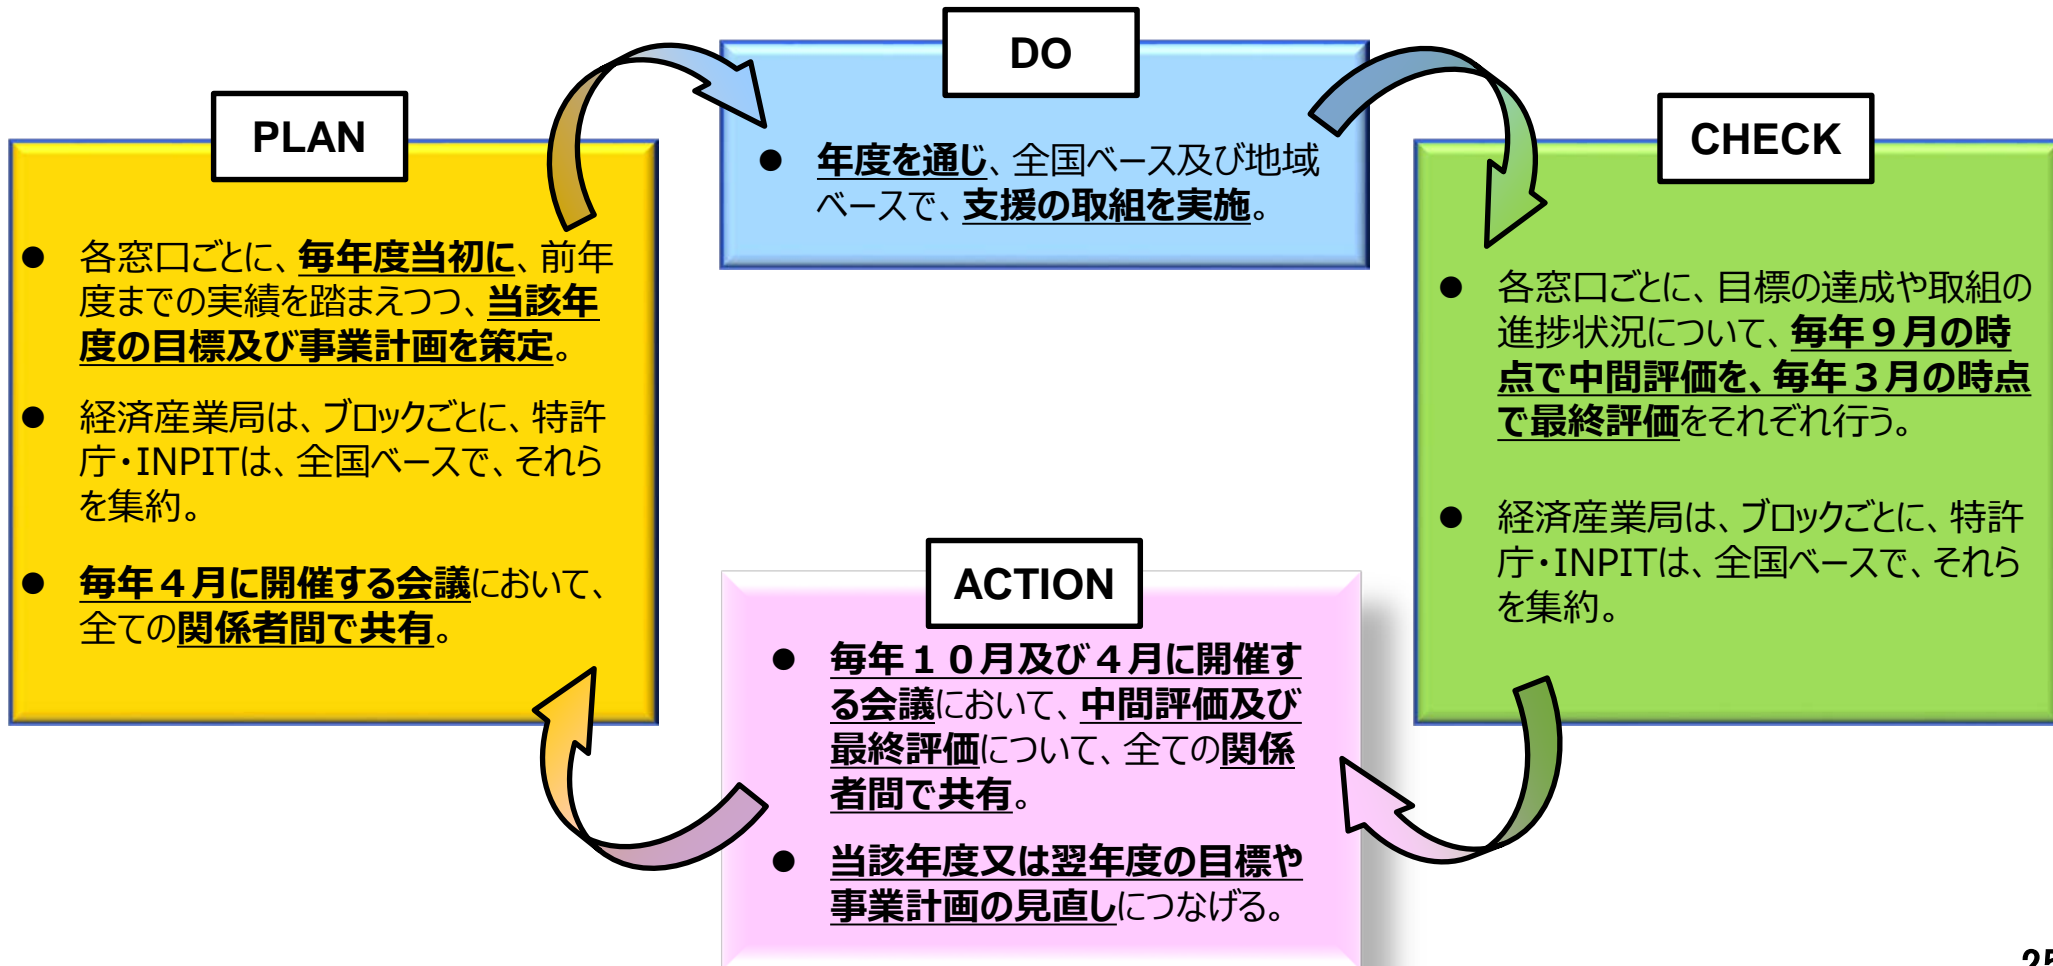 PLAN
● 各窓口ごとに、毎年度当初に、前年
度までの実績を踏まえつつ、当該年
度の目標及び事業計画を策定。
● 経済産業局は、ブロックごとに、特許
庁・INPITは、全国ベースで、それら
を集約。
● 毎年４月に開催する会議において、
全ての関係者間で共有。
DO
● 年度を通じ、全国ベース及び地域
ベースで、支援の取組を実施。
CHECK
● 各窓口ごとに、目標の達成や取組の
進捗状況について、毎年９月の時
点で中間評価を、毎年３月の時点
で最終評価をそれぞれ行う。
● 経済産業局は、ブロックごとに、特許
庁・INPITは、全国ベースで、それら
を集約。
ACTION
● 毎年１０月及び４月に開催す
る会議において、中間評価及び
最終評価について、全ての関係
者間で共有。
● 当該年度又は翌年度の目標や
事業計画の見直しにつなげる。
25